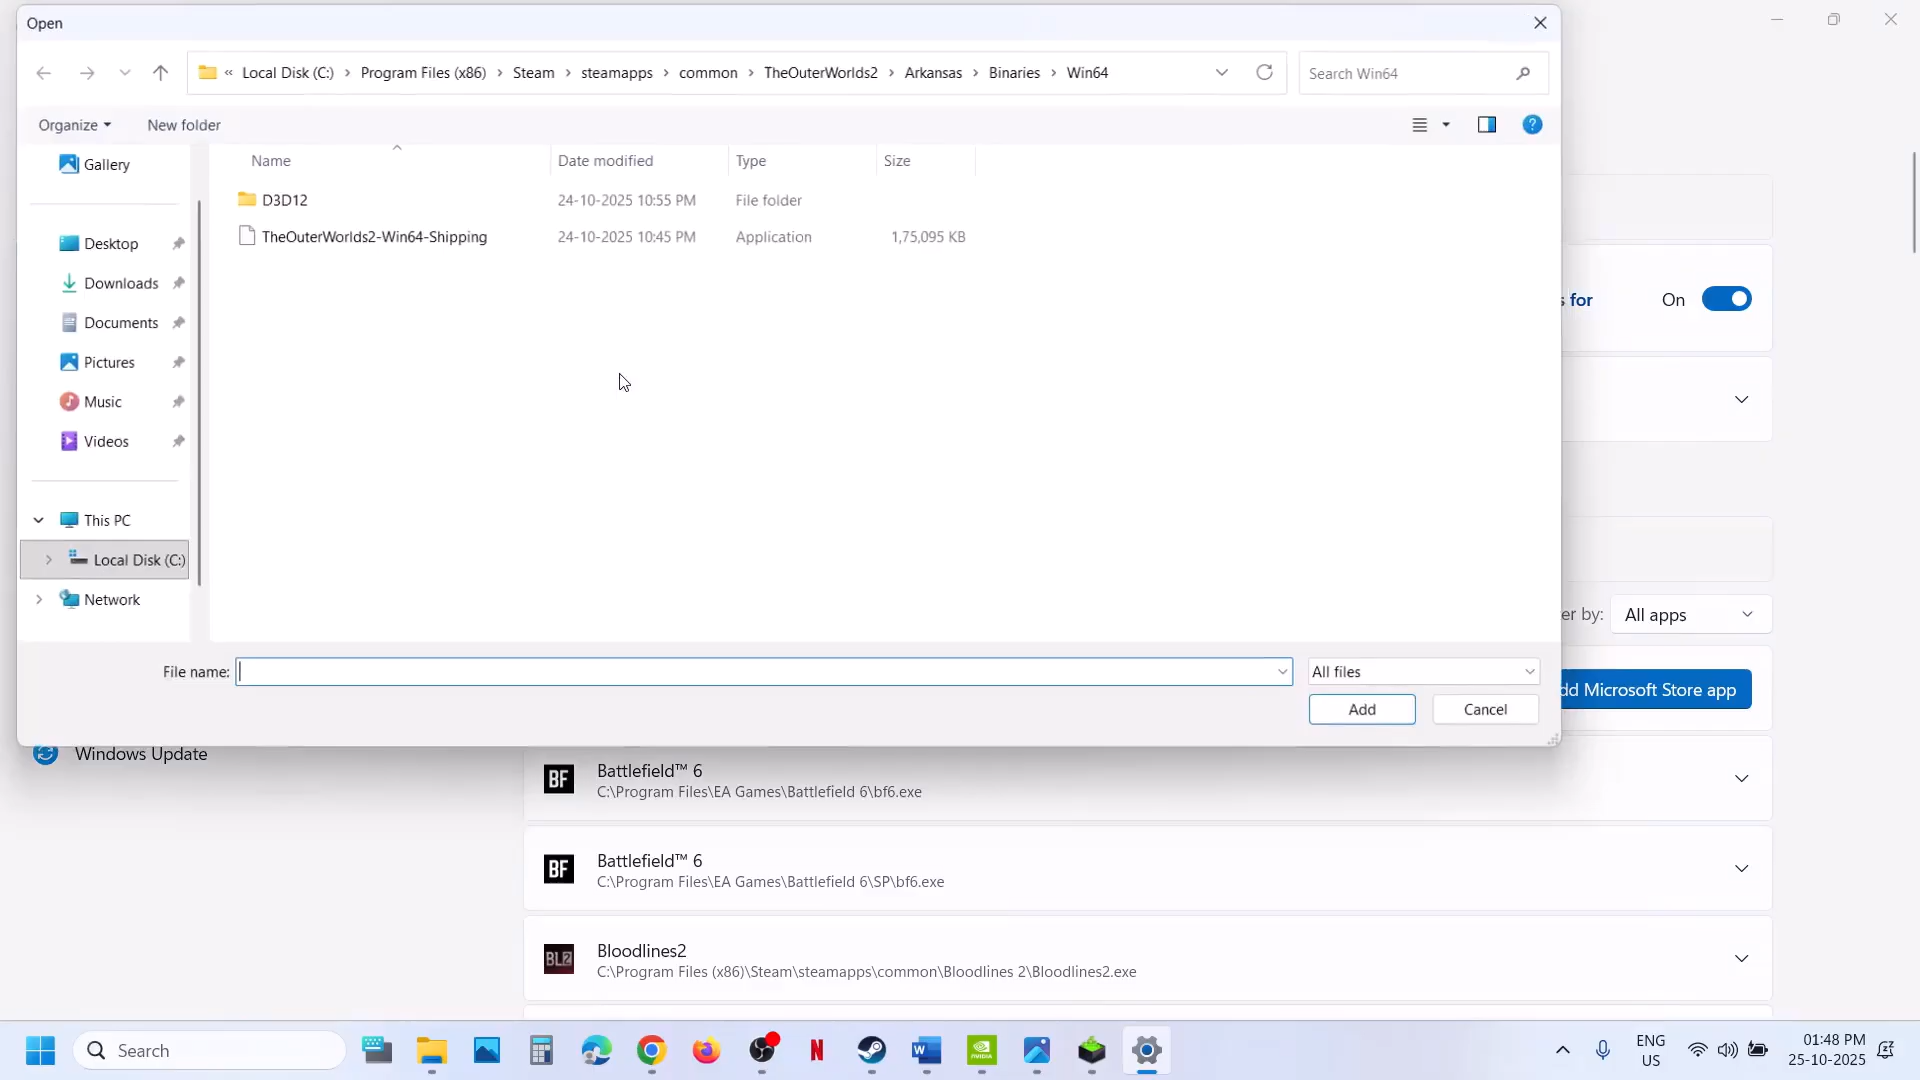 Open
« Local Disk (C:) › Program Files (x86) › Steam › steamapps › common › TheOuterWorlds2 › Arkansas › Binaries › Win64
Search Win64
Organize
New folder
?
Gallery
Name
Date modified
Type
Size
D3D12
24-10-2025 10:55 PM
File folder
TheOuterWorlds2-Win64-Shipping
24-10-2025 10:45 PM
Application
1,75,095 KB
Desktop
Downloads
Documents
Pictures
Music
Videos
This PC
Local Disk (C:)
Network
s for
On
er by:
All apps
File name:
All files
dd Microsoft Store app
Add
Cancel
Windows Update
BF
Battlefield™ 6
C:\Program Files\EA Games\Battlefield 6\bf6.exe
BF
Battlefield™ 6
C:\Program Files\EA Games\Battlefield 6\SP\bf6.exe
BL2
Bloodlines2
C:\Program Files (x86)\Steam\steamapps\common\Bloodlines 2\Bloodlines2.exe
Search
N
W
NVIDIA
ENG
US
01:48 PM
25-10-2025